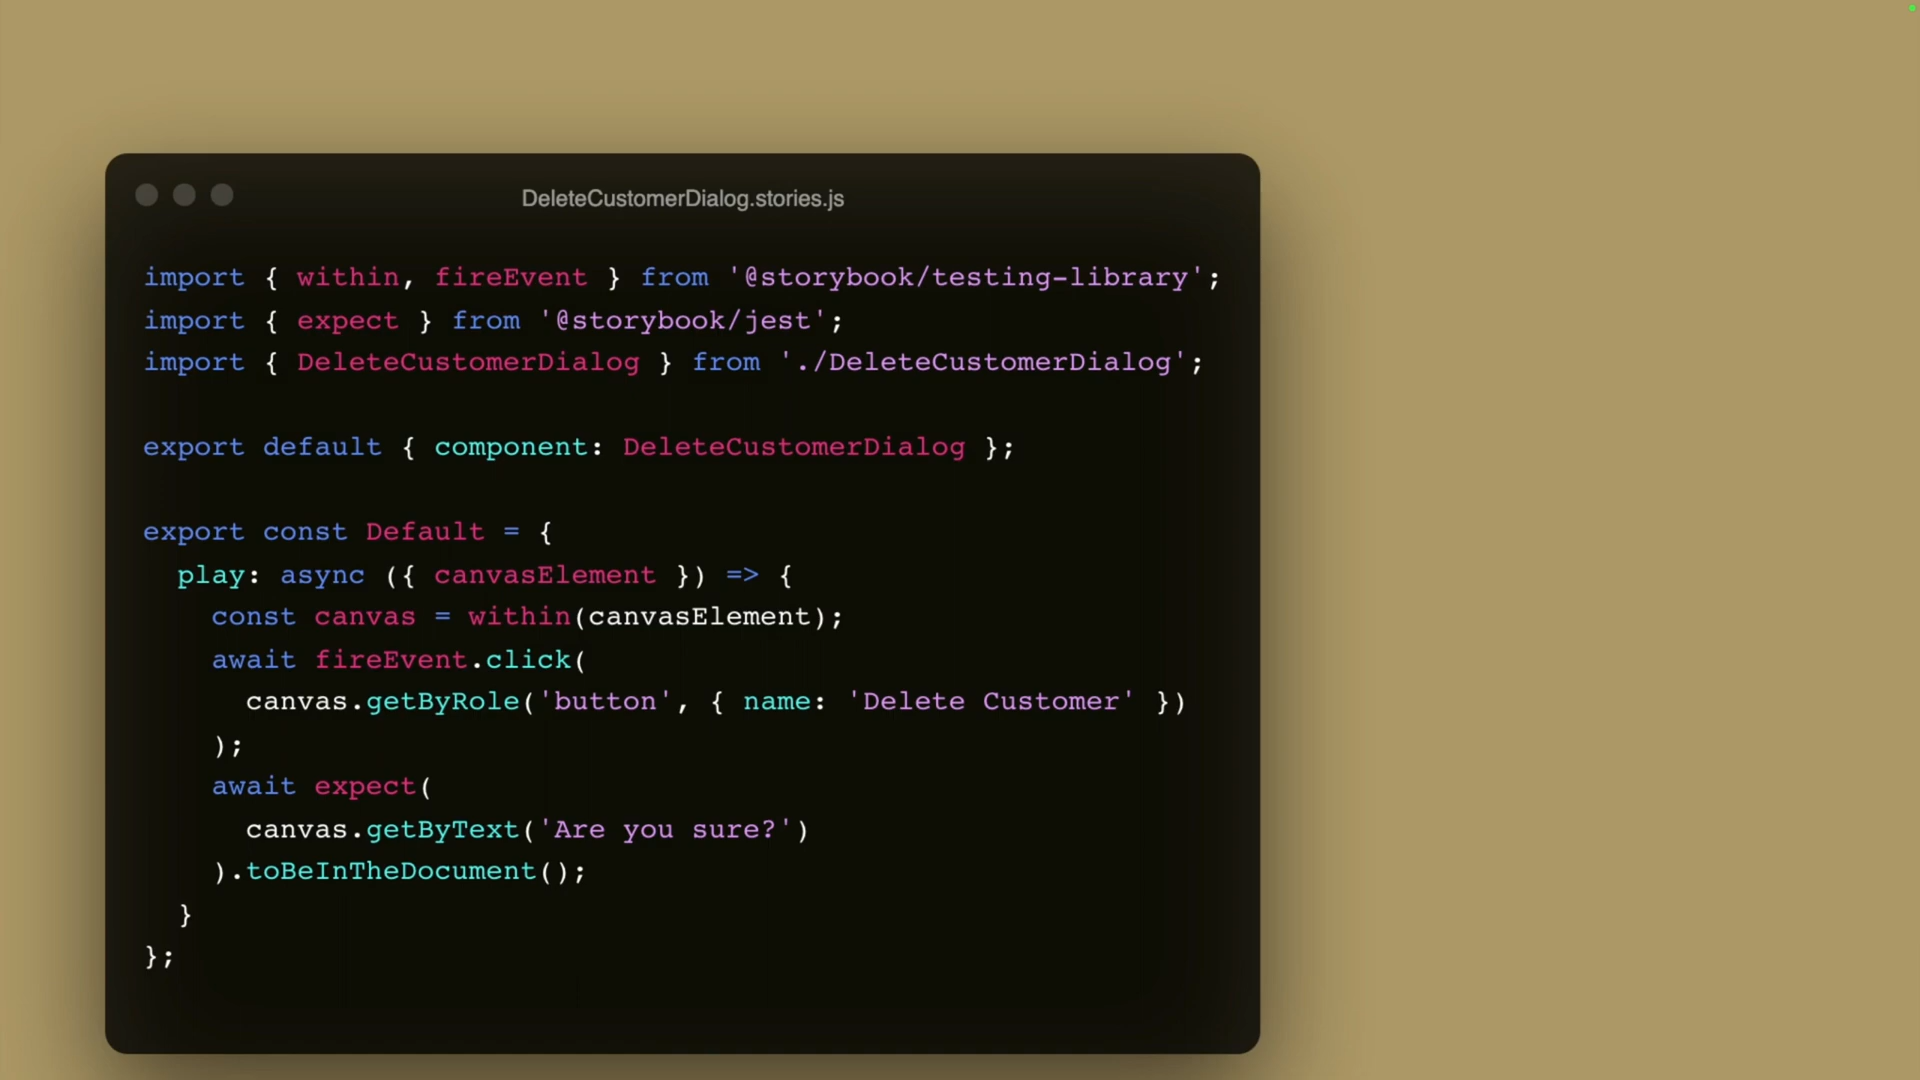 DeleteCustomerDialog.stories.js
import { within, fireEvent } from '@storybook/testing-library';
import { expect } from '@storybook/jest';
import { DeleteCustomerDialog } from './DeleteCustomerDialog';
export default { component: DeleteCustomerDialog };
export const Default = {
  play: async ({ canvasElement }) => {
    const canvas = within(canvasElement);
    await fireEvent.click(
      canvas.getByRole('button', { name: 'Delete Customer' })
    );
    await expect(
      canvas.getByText('Are you sure?')
    ).toBeInTheDocument();
  }
};